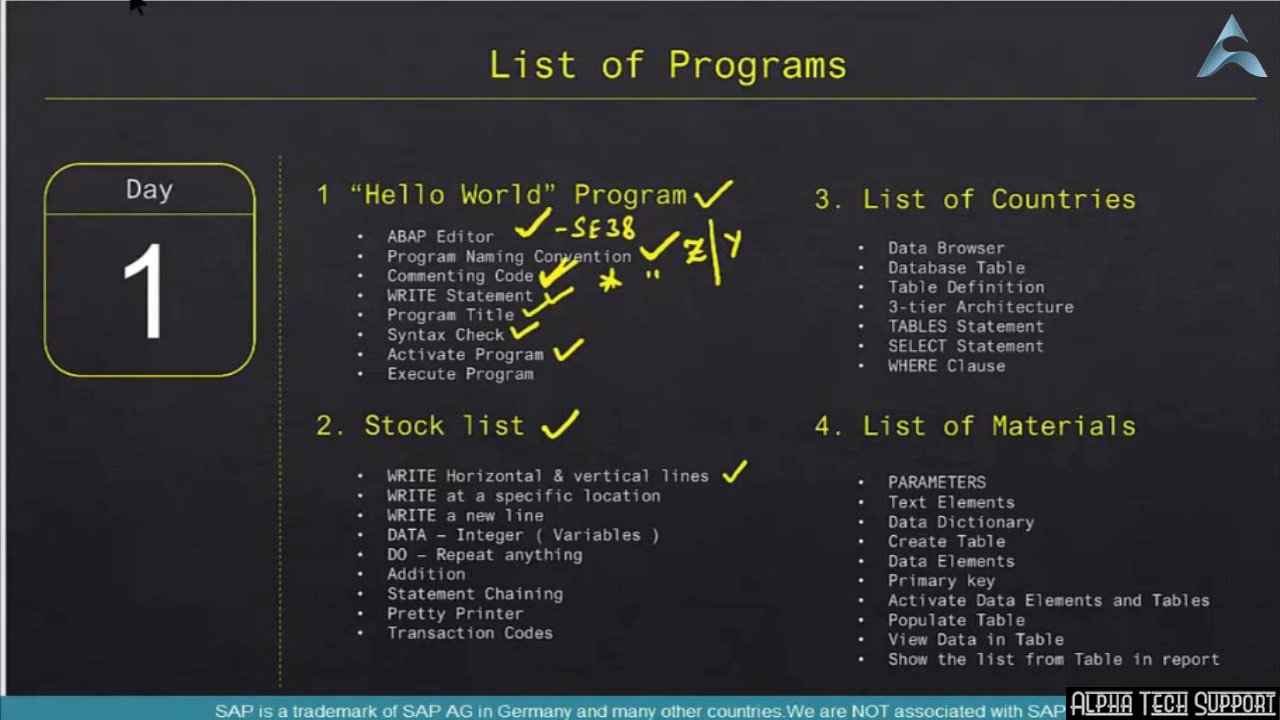 List of Programs
Day
1
1 “Hello World” Program
• ABAP Editor - SE38
• Program Naming Convention Z/Y
• Commenting Code * "
• WRITE Statement
• Program Title
• Syntax Check
• Activate Program
• Execute Program
2. Stock list
• WRITE Horizontal & vertical lines
• WRITE at a specific location
• WRITE a new line
• DATA – Integer ( Variables )
• DO – Repeat anything
• Addition
• Statement Chaining
• Pretty Printer
• Transaction Codes
3. List of Countries
• Data Browser
• Database Table
• Table Definition
• 3-tier Architecture
• TABLES Statement
• SELECT Statement
• WHERE Clause
4. List of Materials
• PARAMETERS
• Text Elements
• Data Dictionary
• Create Table
• Data Elements
• Primary key
• Activate Data Elements and Tables
• Populate Table
• View Data in Table
• Show the list from Table in report
SAP is a trademark of SAP AG in Germany and many other countries.We are NOT associated with SAP
ALPHA TECH SUPPORT